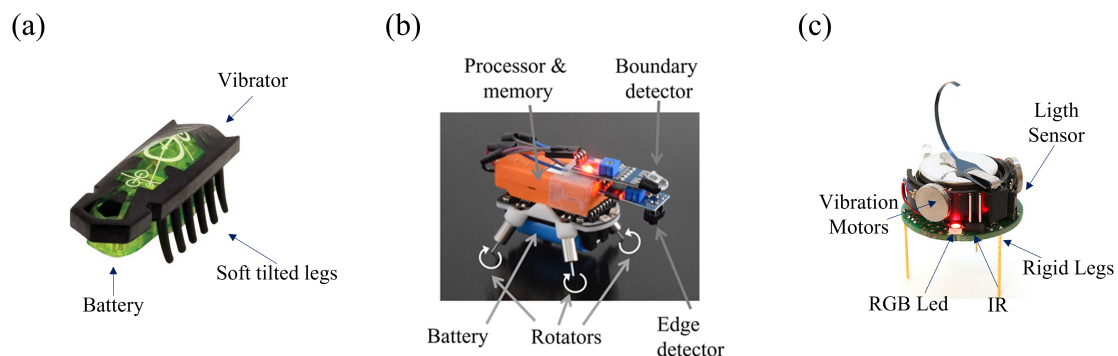 (a)
Vibrator
Soft tilted legs
Battery
(b)
Processor &
memory
Boundary
detector
Battery
Rotators
Edge
detector
(c)
Ligth
Sensor
Vibration
Motors
Rigid Legs
RGB Led
IR